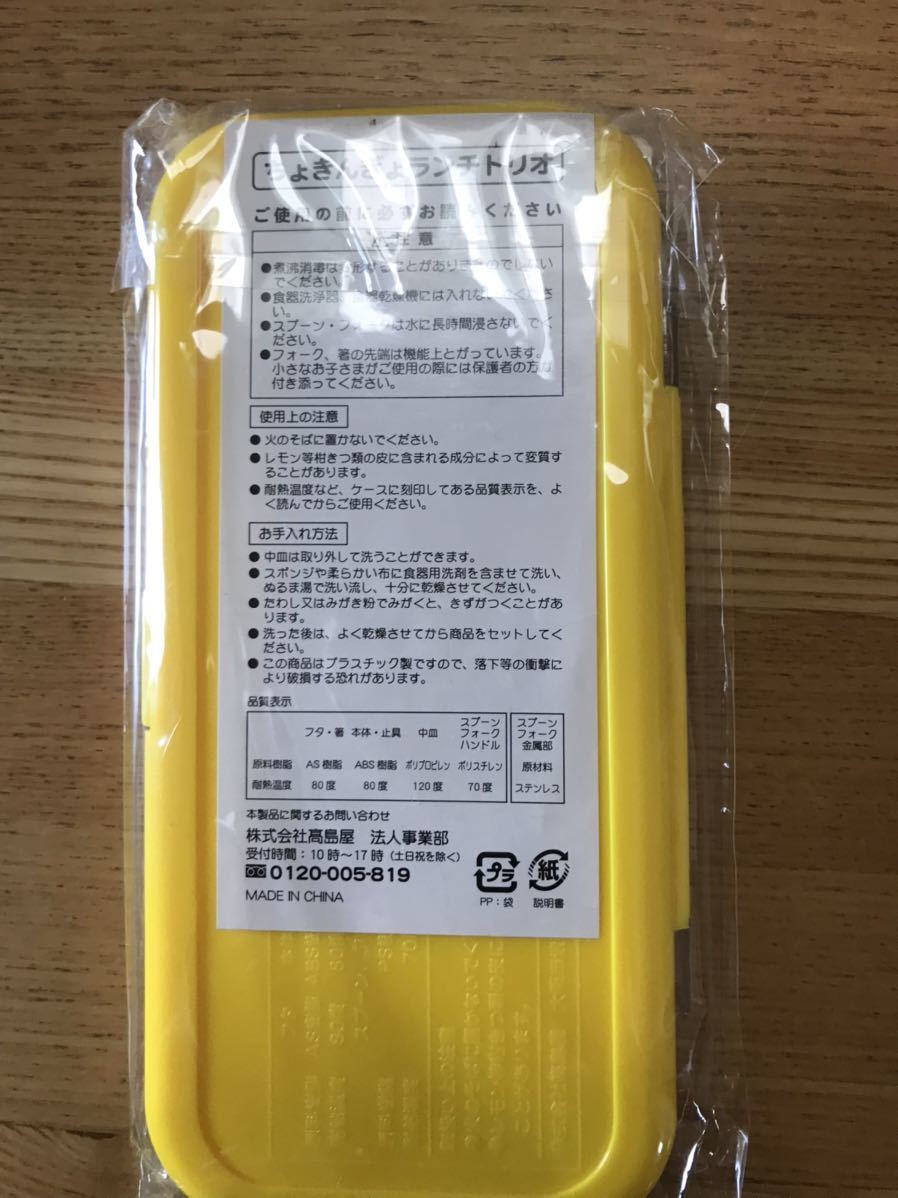 ちょきんぎょランチトリオ!
ご使用の前に必ずお読みください
注意
●煮沸消毒は変形することがありますのでしないでください。
●食器洗浄器、食器乾燥機には入れないでください。
●スプーン・フォークは水に長時間浸さないでください。
●フォーク、箸の先端は機能上とがっています。
小さなお子さまがご使用の際には保護者の方が
付き添ってください。
使用上の注意
●火のそばに置かないでください。
●レモン等柑きつ類の皮に含まれる成分によって変質す
ることがあります。
●耐熱温度など、ケースに刻印してある品質表示を、よ
く読んでからご使用ください。
お手入れ方法
●中皿は取り外して洗うことができます。
●スポンジや柔らかい布に食器用洗剤を含ませて洗い、
ぬるま湯で洗い流し、十分に乾燥させてください。
●たわし又はみがき粉でみがくと、きずがつくことがあ
ります。
●洗った後は、よく乾燥させてから商品をセットしてく
ださい。
●この商品はプラスチック製ですので、落下等の衝撃に
より破損する恐れがあります。
品質表示
フタ・箸 本体・止具 中皿 スプーン フォーク ハンドル スプーン フォーク 金属部
原料樹脂 AS樹脂 ABS樹脂 ポリプロピレン ポリスチレン 原材料
耐熱温度 80度 80度 120度 70度 ステンレス
本製品に関するお問い合わせ
株式会社髙島屋 法人事業部
受付時間:10時~17時(土日祝を除く)
0120-005-819
MADE IN CHINA
プラ
PP:袋
紙
説明書